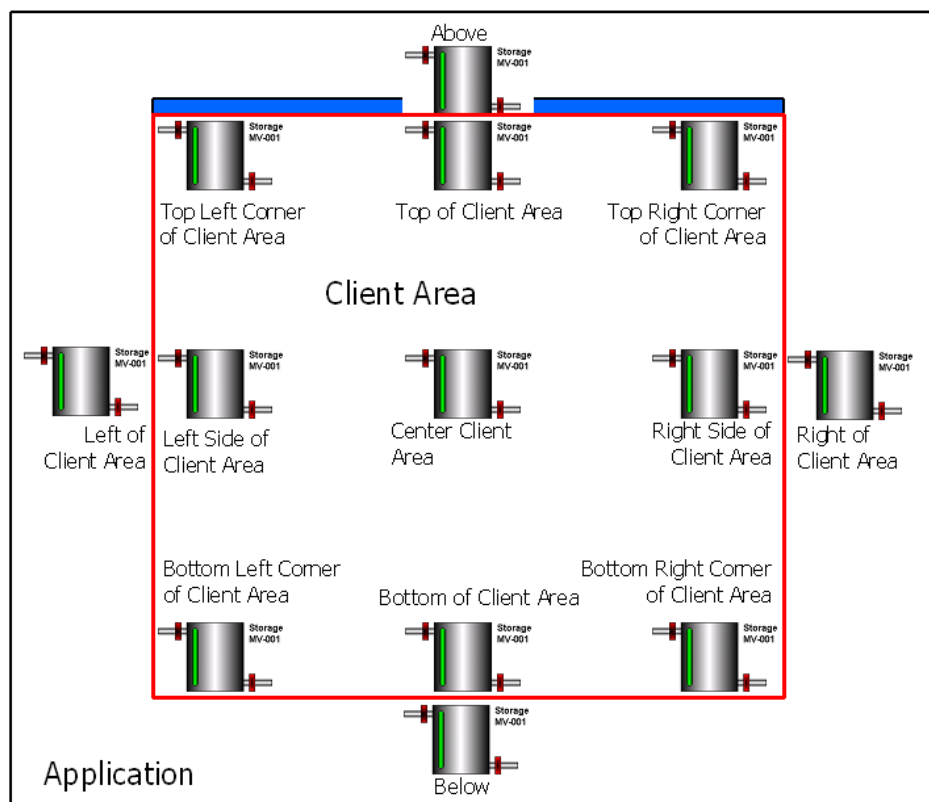 Above
Storage
MV-001
Storage
MV-001
Storage
MV-001
Storage
MV-001
Top Left Corner
of Client Area
Top of Client Area
Top Right Corner
of Client Area
Client Area
Storage
MV-001
Storage
MV-001
Storage
MV-001
Storage
MV-001
Storage
MV-001
Left of
Client Area
Left Side of
Client Area
Center Client
Area
Right Side of
Client Area
Right of
Client Area
Bottom Left Corner
of Client Area
Bottom of Client Area
Bottom Right Corner
of Client Area
Storage
MV-001
Storage
MV-001
Storage
MV-001
Storage
MV-001
Below
Application